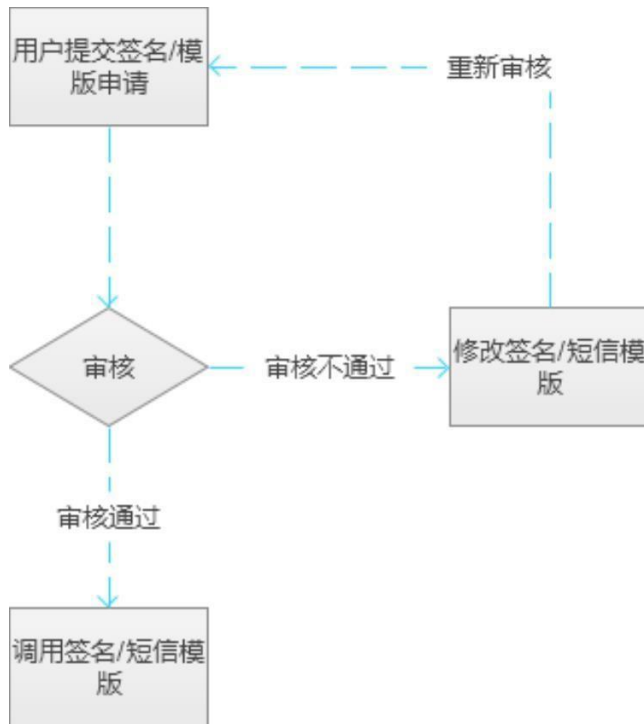 用户提交签名/模
版申请
重新审核
审核
审核不通过
修改签名/短信模
版
审核通过
调用签名/短信模
版